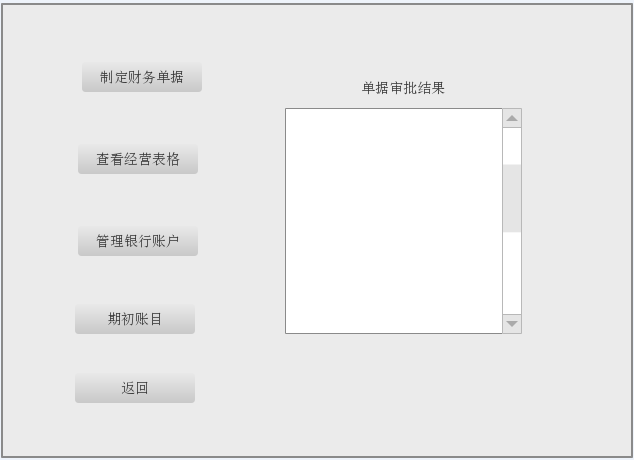 制定财务单据
单据审批结果
查看经营表格
管理银行账户
期初账目
返回